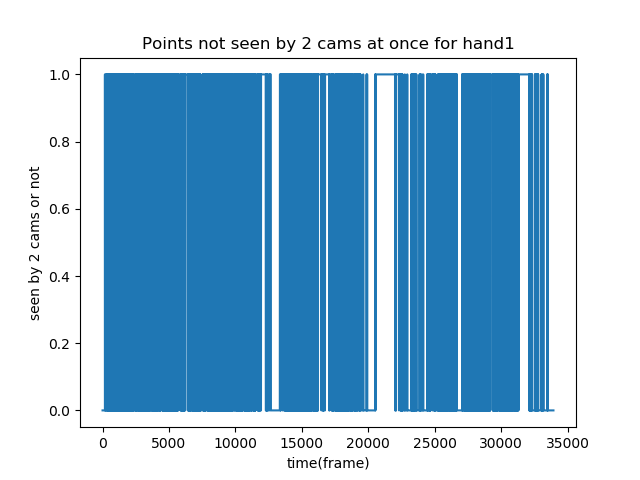 Points not seen by 2 cams at once for hand1
1.0
0.8
0.6
0.4
0.2
0.0
seen by 2 cams or not
0 5000 10000 15000 20000 25000 30000 35000
time(frame)